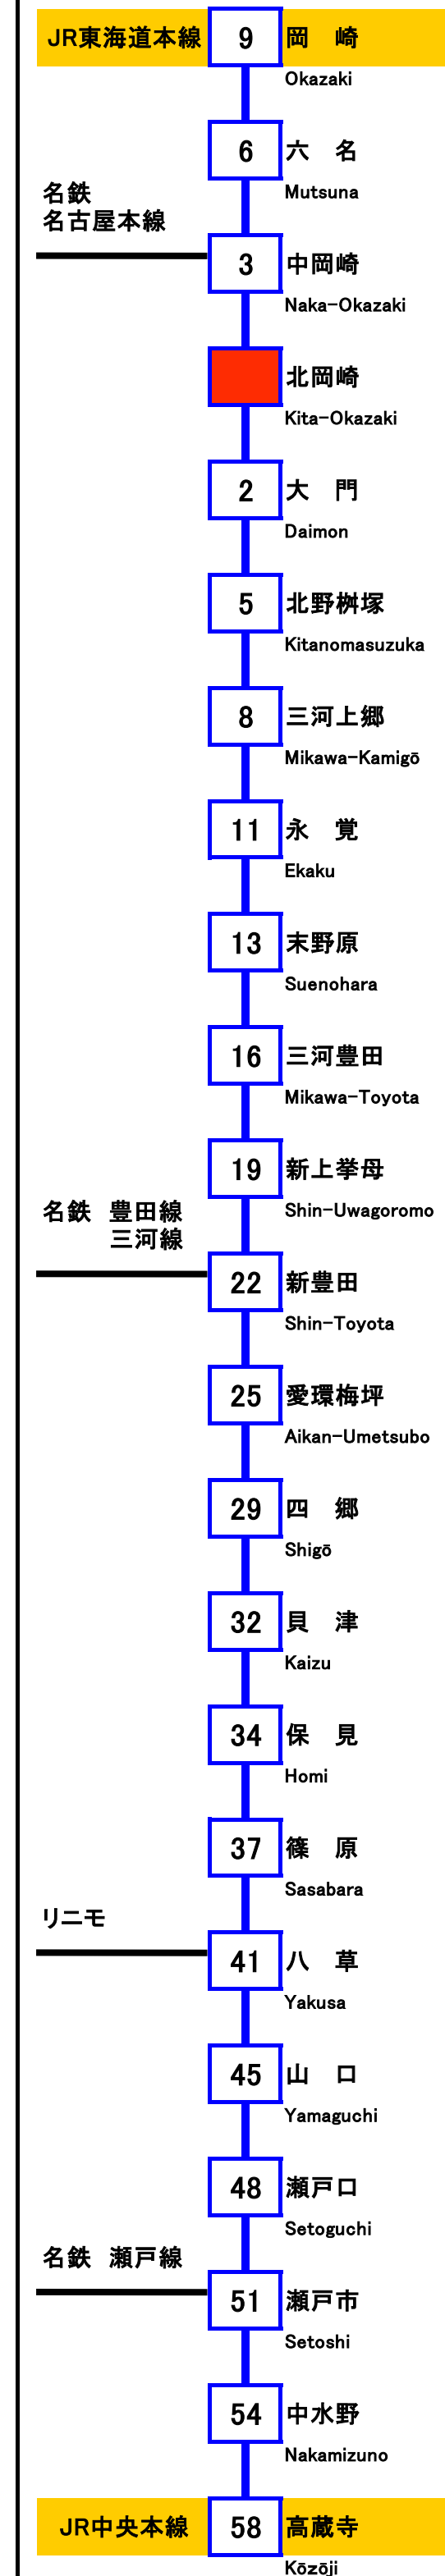 JR東海道本線 9 岡 崎
Okazaki
6 六 名
Mutsuna
名鉄
名古屋本線
3 中岡崎
Naka-Okazaki
北岡崎
Kita-Okazaki
2 大 門
Daimon
5 北野桝塚
Kitanomasuzuka
8 三河上郷
Mikawa-Kamigō
11 永 覚
Ekaku
13 末野原
Suenohara
16 三河豊田
Mikawa-Toyota
19 新上挙母
Shin-Uwagoromo
名鉄 豊田線
三河線
22 新豊田
Shin-Toyota
25 愛環梅坪
Aikan-Umetsubo
29 四 郷
Shigō
32 貝 津
Kaizu
34 保 見
Homi
37 篠 原
Sasabara
リニモ
41 八 草
Yakusa
45 山 口
Yamaguchi
48 瀬戸口
Setoguchi
名鉄 瀬戸線
51 瀬戸市
Setoshi
54 中水野
Nakamizuno
JR中央本線 58 高蔵寺
Kōzōji